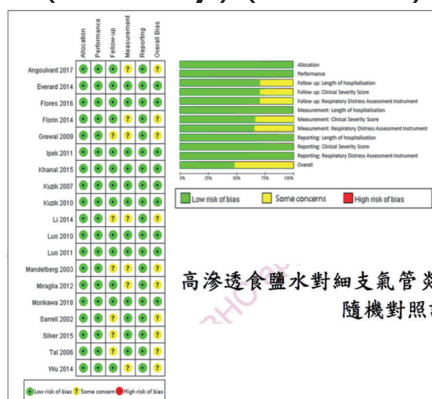 Allocation
Performance
Follow-up
Measurement
Reporting
Overall Bias
Angoulvant 2017
Everard 2014
Flores 2016
Florin 2014
Grewal 2009
Ipek 2011
Khanal 2015
Kuzik 2007
Kuzik 2010
Li 2014
Luo 2010
Luo 2011
Mandelberg 2003
Miraglia 2012
Morikawa 2018
Sarrell 2002
Silver 2015
Tal 2006
Wu 2014
Low risk of bias ? Some concern High risk of bias
Allocation
Performance
Follow up: Length of hospitalisation
Follow up: Clinical Severity Score
Follow up: Respiratory Distress Assessment Instrument
Measurement: Length of hospitalisation
Measurement: Clinical Severity Score
Measurement: Respiratory Distress Assessment Instrument
Reporting: Length of hospitalisation
Reporting: Clinical Severity Score
Reporting: Respiratory Distress Assessment Instrument
Overall
0% 25% 50% 75% 100%
Low risk of bias Some concerns High risk of bias
高滲透食鹽水對細支氣管炎
隨機對照